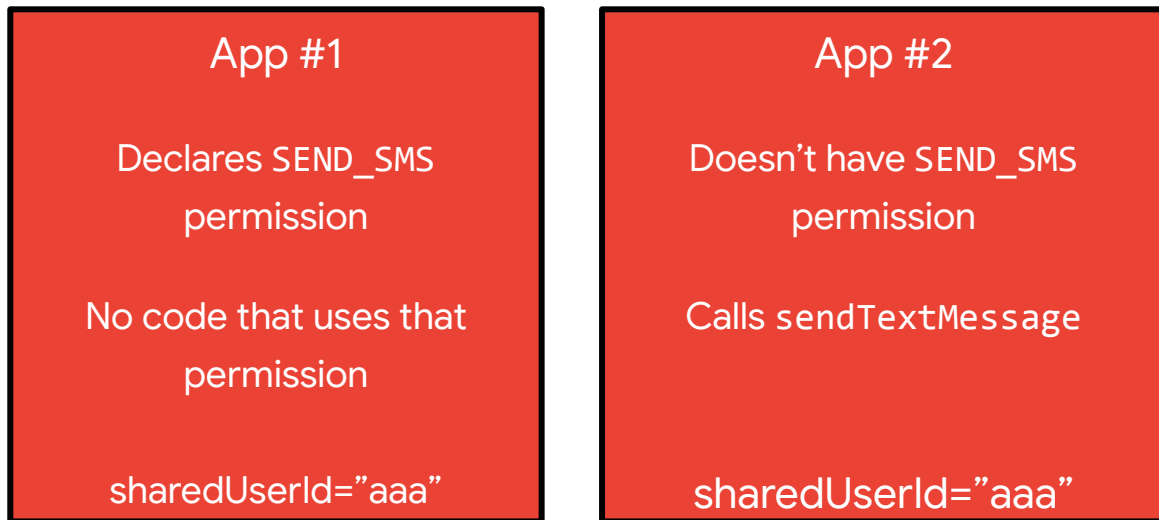 App #1
Declares SEND_SMS
permission
No code that uses that
permission
sharedUserId=”aaa”
App #2
Doesn’t have SEND_SMS
permission
Calls sendTextMessage
sharedUserId=”aaa”